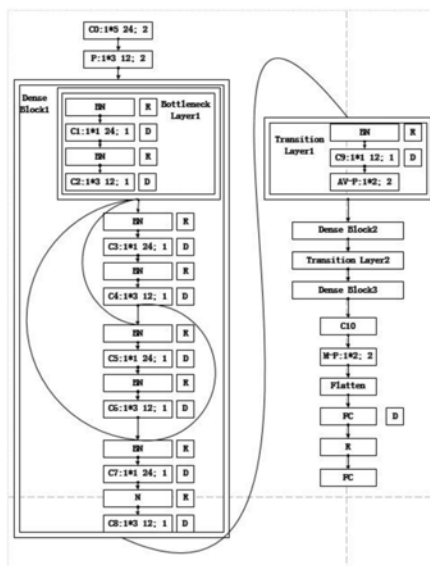 C0:1*5 24; 2
P:1*3 12; 2
Dense
Block1
Bottleneck
Layer1
BN R
C1:1*1 24; 1 D
BN R
C2:1*3 12; 1 D
BN R
C3:1*1 24; 1 D
BN R
C4:1*3 12; 1 D
BN R
C5:1*1 24; 1 D
BN R
C6:1*3 12; 1 D
BN R
C7:1*1 24; 1 D
N R
C8:1*3 12; 1 D
Transition
Layer1
BN R
C9:1*1 12; 1 D
AV-P:1*2; 2
Dense Block2
Transition Layer2
Dense Block3
C10
M-P:1*2; 2
Flatten
FC D
R
FC